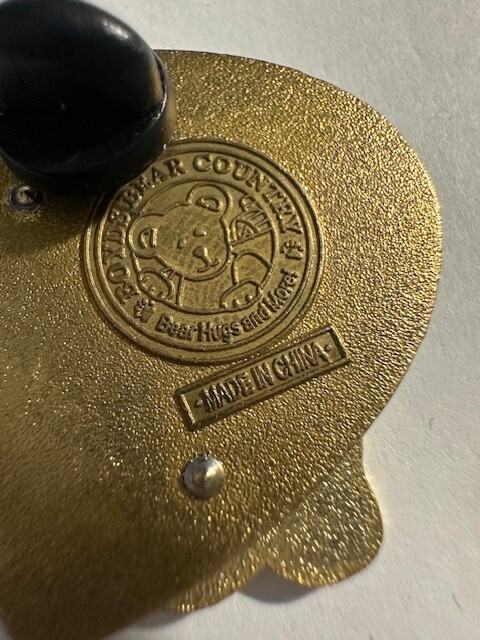 BOYDS BEAR COUNTRY
Bear Hugs and More!
·MADE IN CHINA·